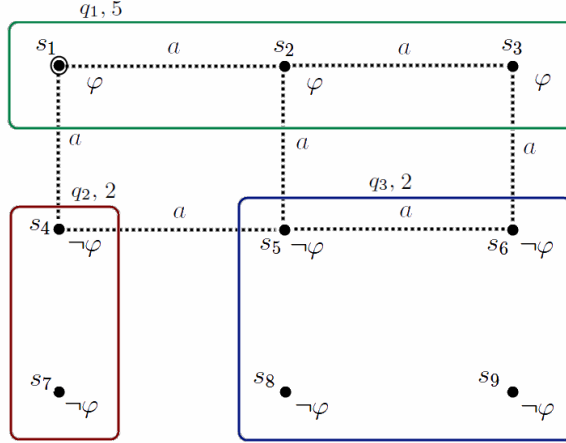 q₁, 5
s₁ a s₂ a s₃
φ φ φ
a a a
q₂, 2 q₃, 2
a a
s₄ s₅ s₆
¬φ ¬φ ¬φ
s₇ s₈ s₉
¬φ ¬φ ¬φ